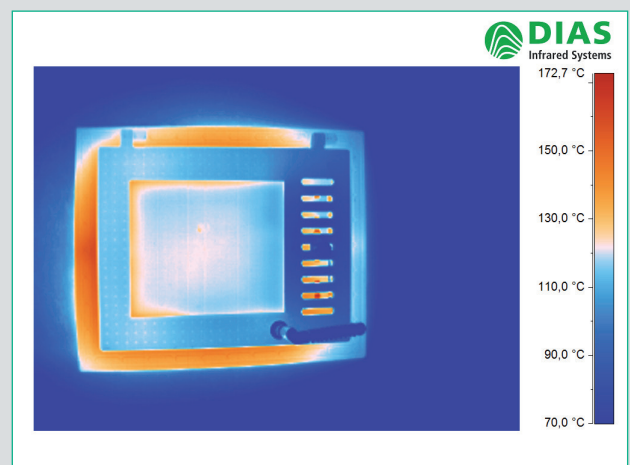 DIAS
Infrared Systems
172,7 °C
150,0 °C
130,0 °C
110,0 °C
90,0 °C
70,0 °C